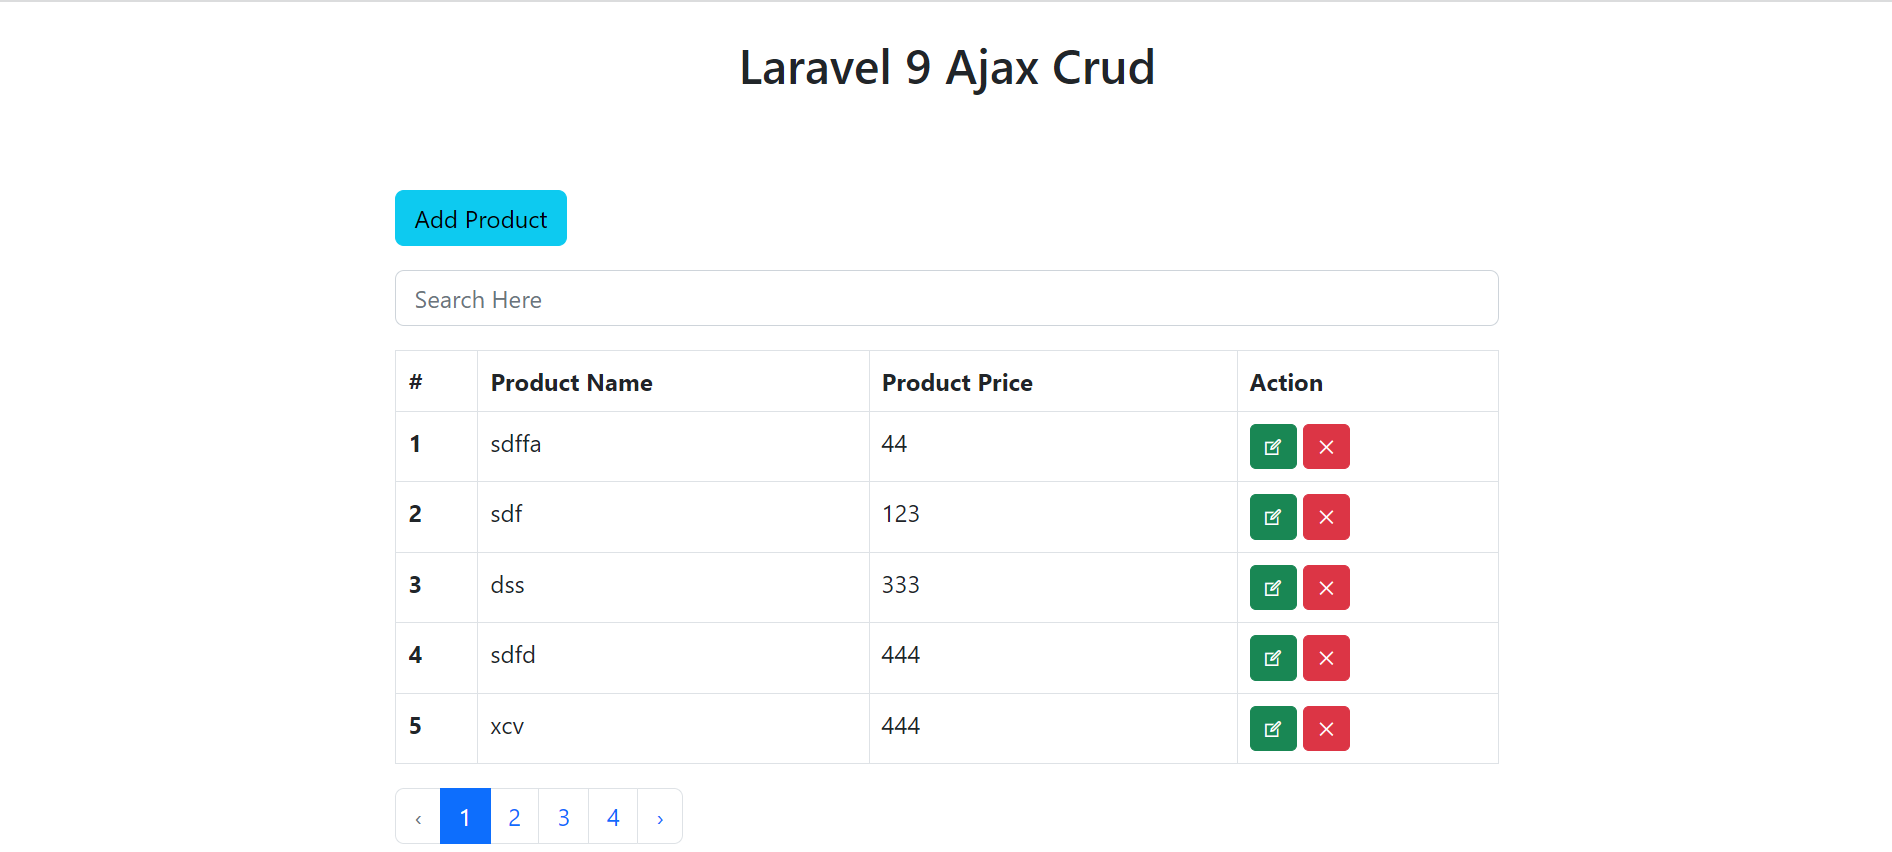 Laravel 9 Ajax Crud
Add Product
Search Here
# Product Name Product Price Action
1 sdffa 44
2 sdf 123
3 dss 333
4 sdfd 444
5 xcv 444
‹ 1 2 3 4 ›